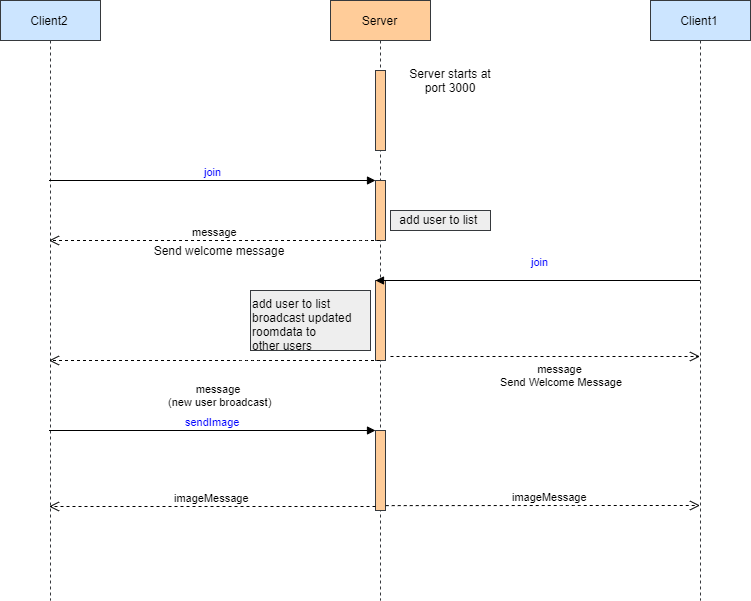 Client2
Server
Client1
Server starts at
port 3000
join
add user to list
message
Send welcome message
join
add user to list
broadcast updated
roomdata to
other users
message
Send Welcome Message
message
(new user broadcast)
sendImage
imageMessage
imageMessage